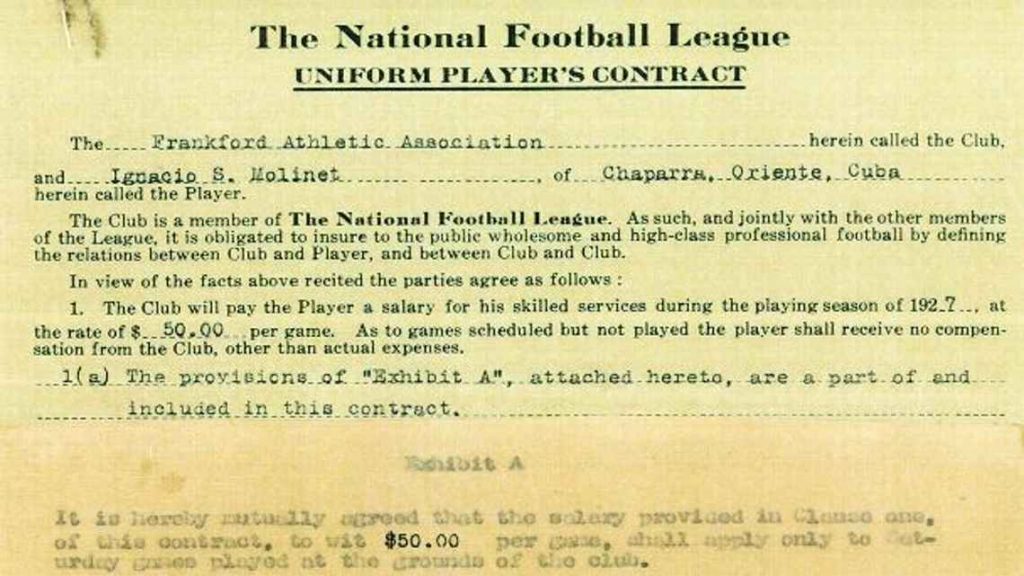 The National Football League
UNIFORM PLAYER'S CONTRACT
The Frankford Athletic Association herein called the Club,
and Ignacio S. Molinet, of Chaparra, Oriente, Cuba
herein called the Player.
The Club is a member of The National Football League. As such, and jointly with the other members
of the League, it is obligated to insure to the public wholesome and high-class professional football by defining
the relations between Club and Player, and between Club and Club.
In view of the facts above recited the parties agree as follows :
1. The Club will pay the Player a salary for his skilled services during the playing season of 1927.., at
the rate of $ 50.00 per game. As to games scheduled but not played the player shall receive no compen-
sation from the Club, other than actual expenses.
1(a) The provisions of "Exhibit A", attached hereto, are a part of and
included in this contract.
Exhibit A
It is hereby mutually agreed that the salary provided in Clause one,
of this contract, to wit $50.00 per game, shall apply only to Sat-
urday games played at the grounds of the club.